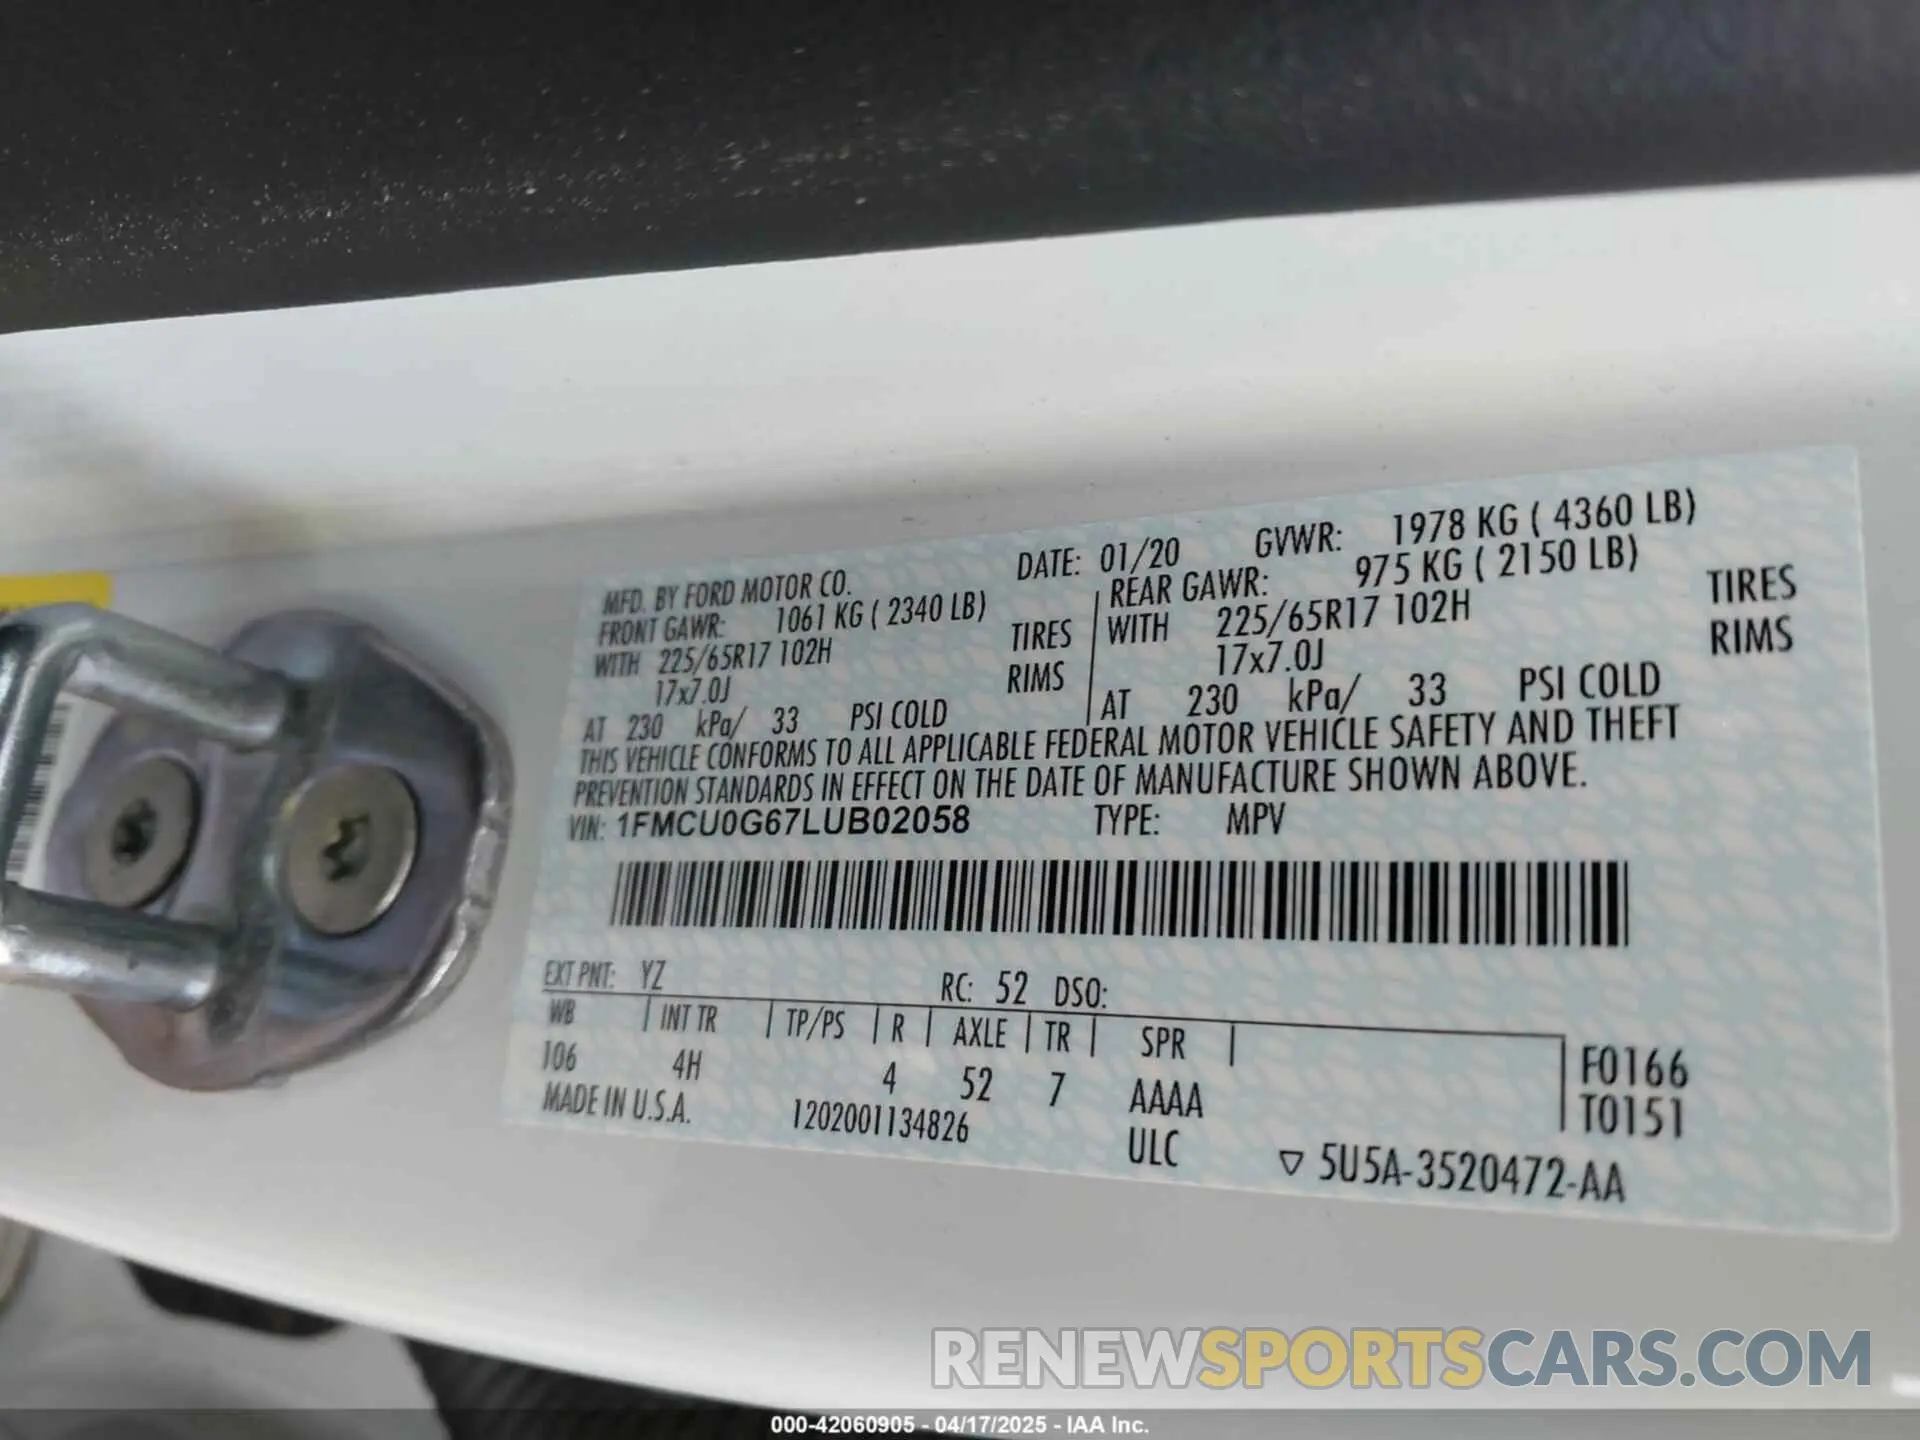 MFD. BY FORD MOTOR CO. DATE: 01/20 GVWR: 1978 KG ( 4360 LB)
FRONT GAWR: 1061 KG ( 2340 LB) REAR GAWR: 975 KG ( 2150 LB)
WITH 225/65R17 102H TIRES WITH 225/65R17 102H TIRES
17x7.0J RIMS 17x7.0J RIMS
AT 230 kPa/ 33 PSI COLD AT 230 kPa/ 33 PSI COLD
THIS VEHICLE CONFORMS TO ALL APPLICABLE FEDERAL MOTOR VEHICLE SAFETY AND THEFT
PREVENTION STANDARDS IN EFFECT ON THE DATE OF MANUFACTURE SHOWN ABOVE.
VIN: 1FMCU0G67LUB02058 TYPE: MPV
EXT PNT: YZ RC: 52 DSO:
WB INT TR TP/PS R AXLE TR SPR
106 4H 4 52 7 AAAA F0166
T0151
MADE IN U.S.A. 1202001134826 ULC ▽ 5U5A-3520472-AA
RENEWSPORTSCARS.COM
000-42060905 - 04/17/2025 - IAA Inc.